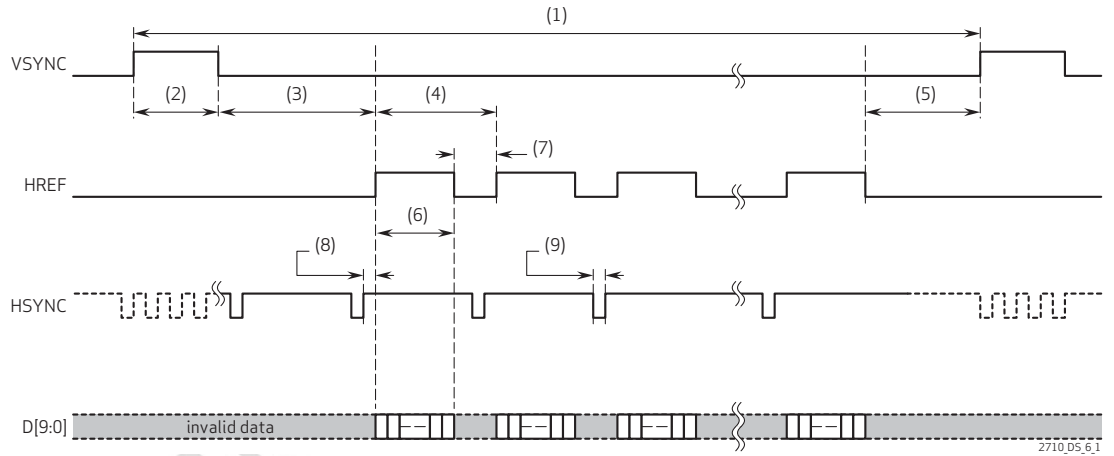 (1)
VSYNC
(2) (3) (4) (5)
(7)
HREF
(6)
(8) (9)
HSYNC
D[9:0] invalid data
2710_DS_6_1